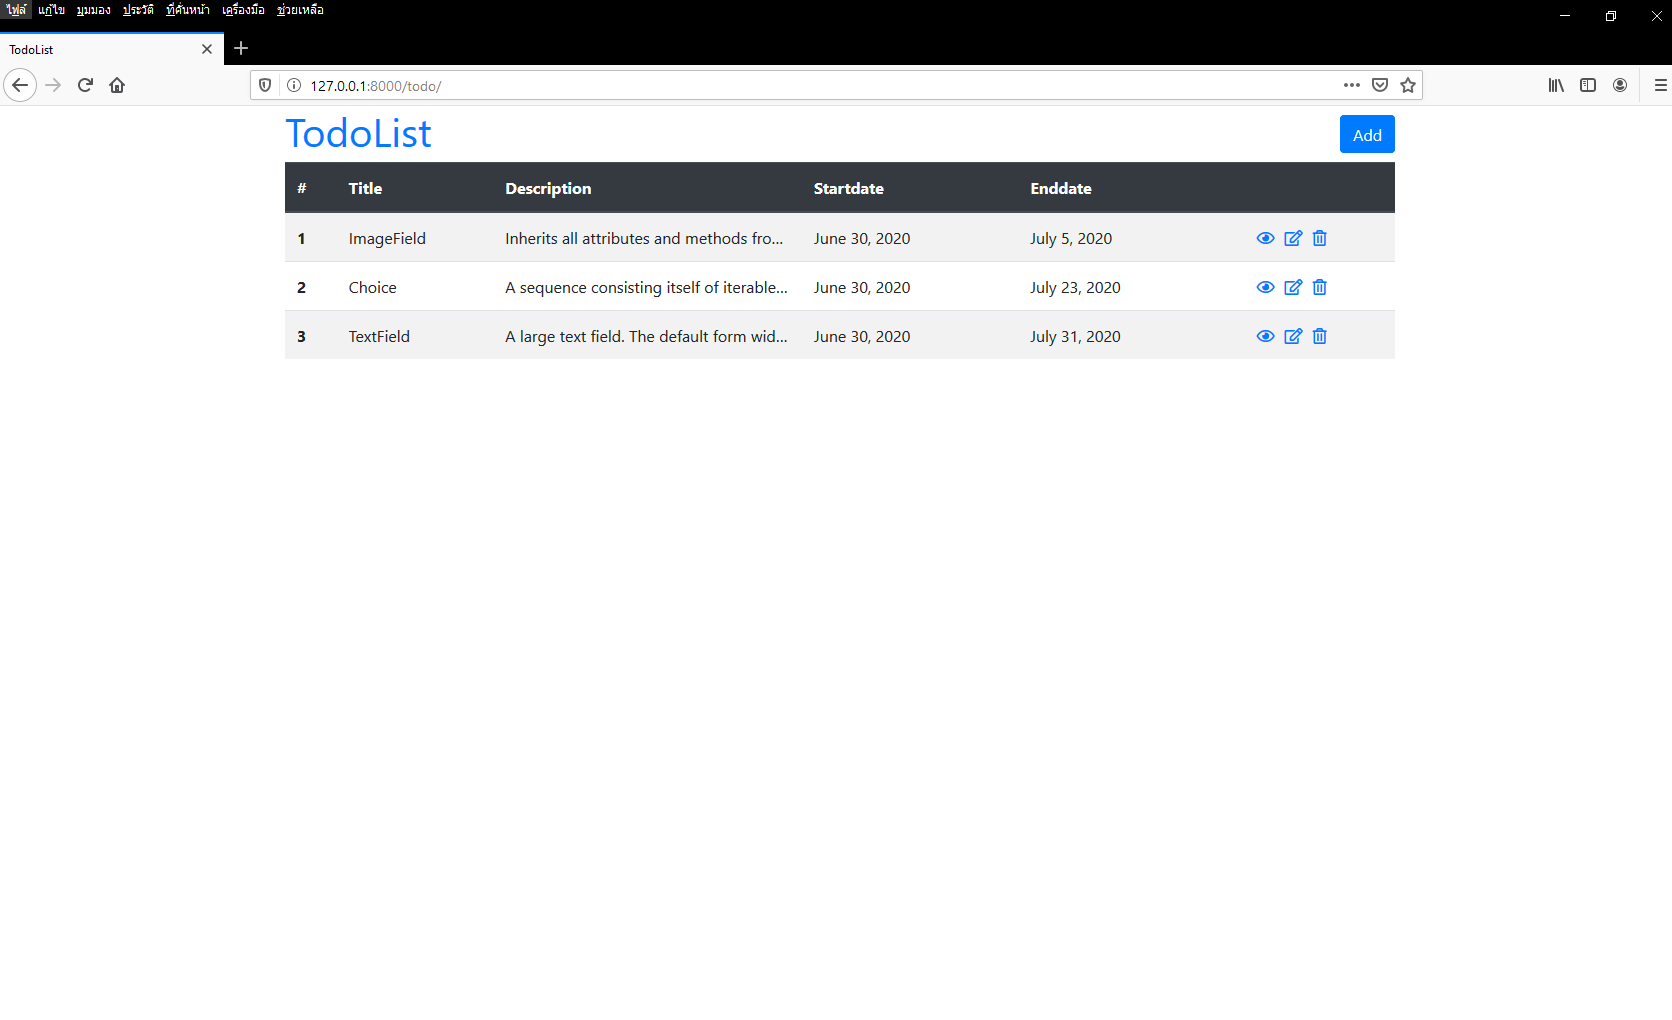 ไฟล์ แก้ไข มุมมอง ประวัติ ที่คั่นหน้า เครื่องมือ ช่วยเหลือ
TodoList
127.0.0.1:8000/todo/
TodoList Add
# Title Description Startdate Enddate
1 ImageField Inherits all attributes and methods fro... June 30, 2020 July 5, 2020
2 Choice A sequence consisting itself of iterable... June 30, 2020 July 23, 2020
3 TextField A large text field. The default form wid... June 30, 2020 July 31, 2020